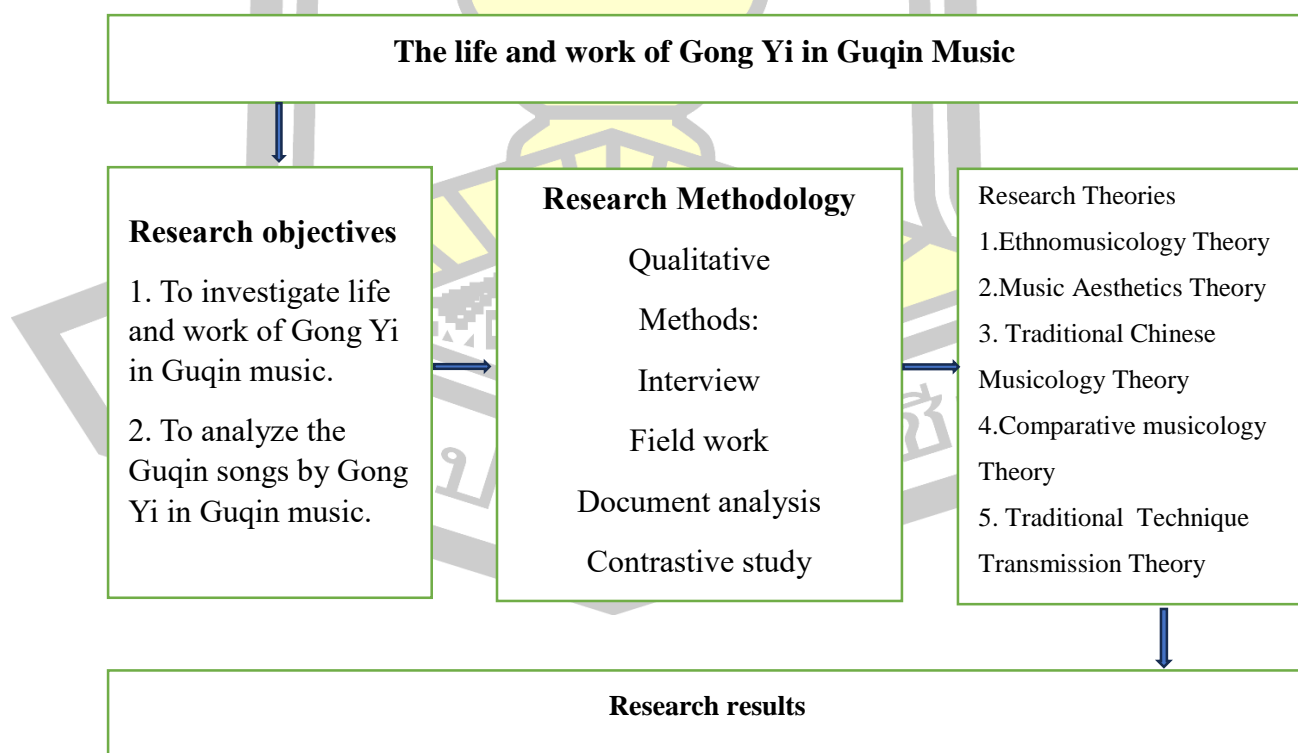 The life and work of Gong Yi in Guqin Music
Research objectives
1. To investigate life
and work of Gong Yi
in Guqin music.
2. To analyze the
Guqin songs by Gong
Yi in Guqin music.
Research Methodology
Qualitative
Methods:
Interview
Field work
Document analysis
Contrastive study
Research Theories
1.Ethnomusicology Theory
2.Music Aesthetics Theory
3. Traditional Chinese
Musicology Theory
4.Comparative musicology
Theory
5. Traditional Technique
Transmission Theory
Research results